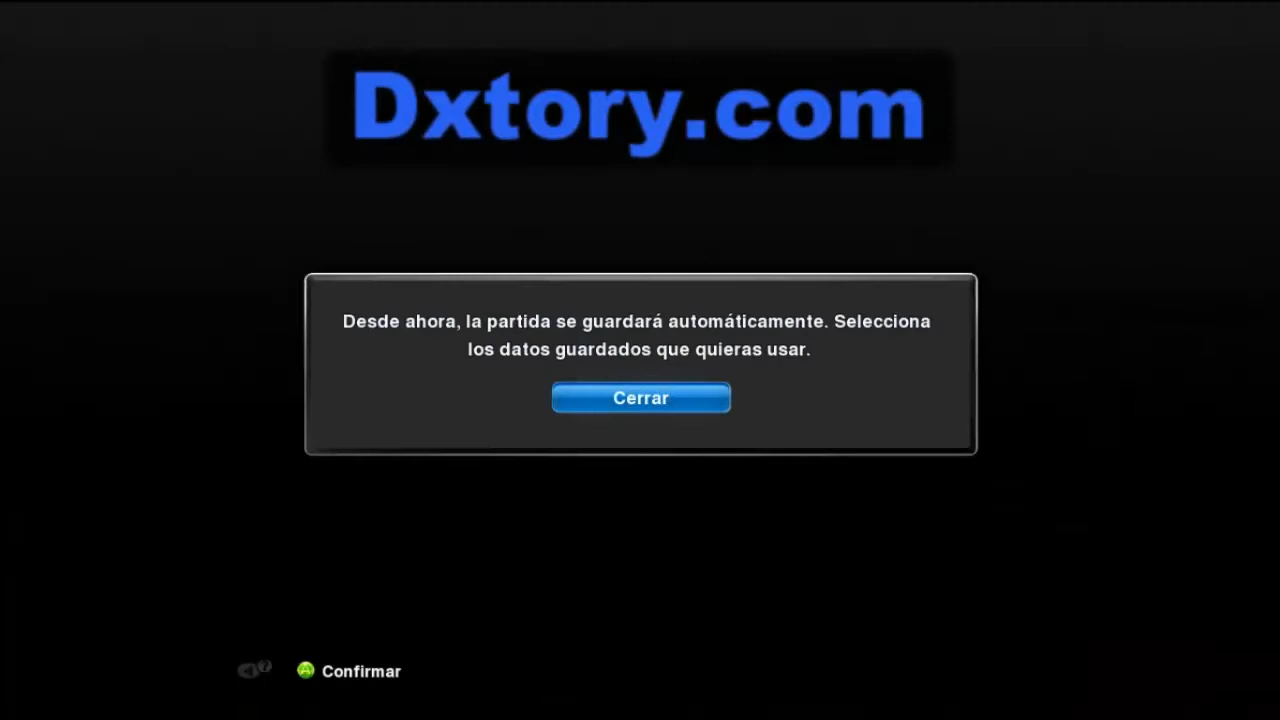 Dxtory.com
Desde ahora, la partida se guardará automáticamente. Selecciona
los datos guardados que quieras usar.
Cerrar
Confirmar